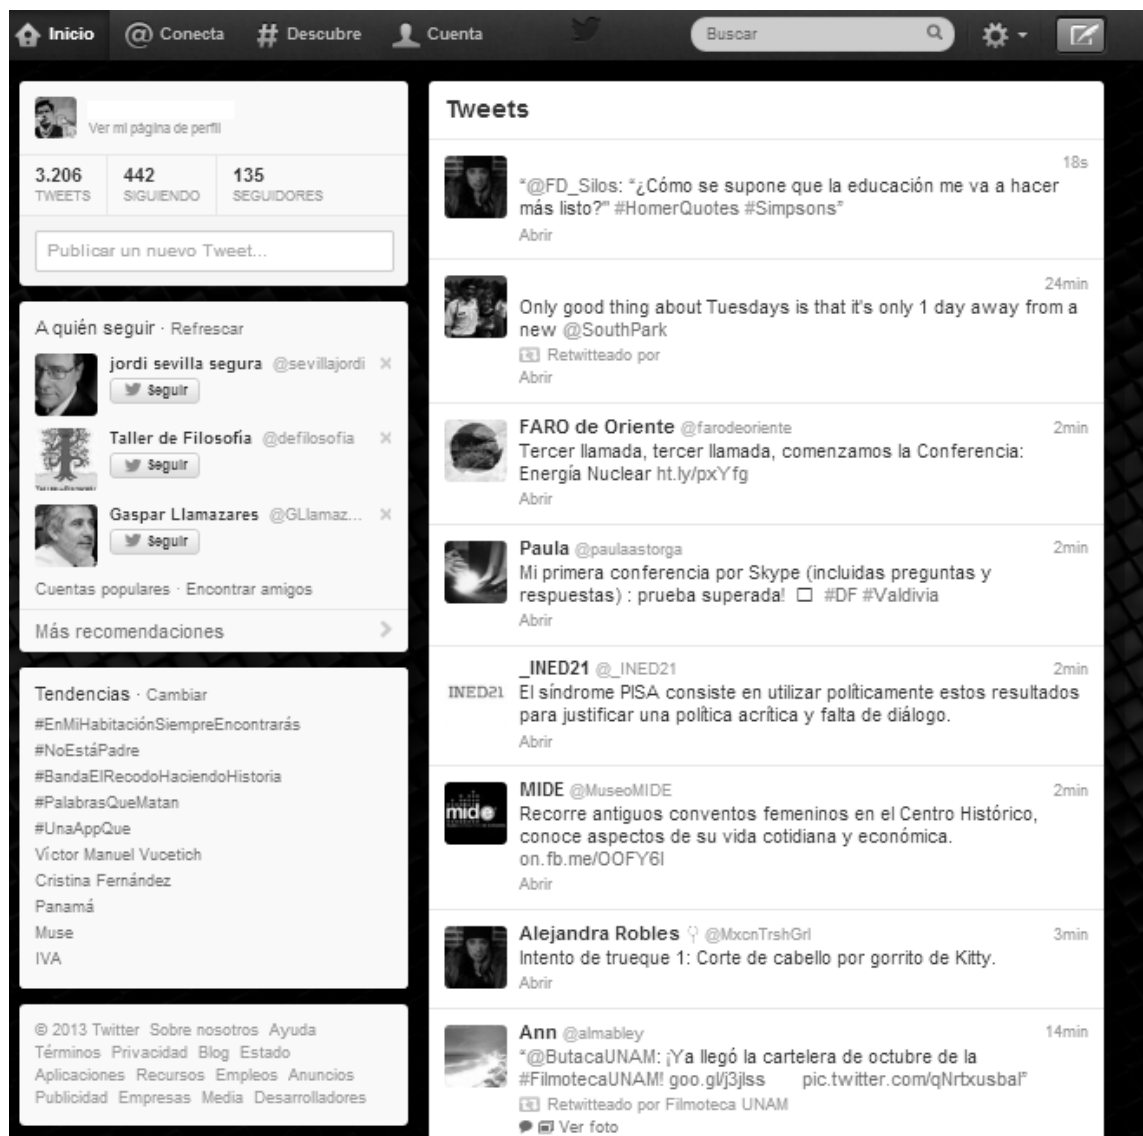 Inicio
Conecta
Descubre
Cuenta
Buscar
Ver mi página de perfil
3.206
TWEETS
442
SIGUIENDO
135
SEGUIDORES
Publicar un nuevo Tweet...
A quién seguir · Refrescar
jordi sevilla segura @sevillajordi
Seguir
Taller de Filosofía @defilosofia
Seguir
Gaspar Llamazares @GLlamaz...
Seguir
Cuentas populares · Encontrar amigos
Más recomendaciones
Tendencias · Cambiar
#EnMiHabitaciónSiempreEncontrarás
#NoEstáPadre
#BandaElRecodoHaciendoHistoria
#PalabrasQueMatan
#UnaAppQue
Víctor Manuel Vucetich
Cristina Fernández
Panamá
Muse
IVA
© 2013 Twitter Sobre nosotros Ayuda
Términos Privacidad Blog Estado
Aplicaciones Recursos Empleos Anuncios
Publicidad Empresas Media Desarrolladores
Tweets
18s
“@FD_Silos: “¿Cómo se supone que la educación me va a hacer
más listo?" #HomerQuotes #Simpsons”
Abrir
24min
Only good thing about Tuesdays is that it's only 1 day away from a
new @SouthPark
Retwitteado por
Abrir
FARO de Oriente @farodeoriente 2min
Tercer llamada, tercer llamada, comenzamos la Conferencia:
Energía Nuclear ht.ly/pxYfg
Abrir
Paula @paulaastorga 2min
Mi primera conferencia por Skype (incluidas preguntas y
respuestas) : prueba superada! □ #DF #Valdivia
Abrir
_INED21 @_INED21 2min
INED21
El síndrome PISA consiste en utilizar políticamente estos resultados
para justificar una política acrítica y falta de diálogo.
Abrir
MIDE @MuseoMIDE 2min
mide
Recorre antiguos conventos femeninos en el Centro Histórico,
conoce aspectos de su vida cotidiana y económica.
on.fb.me/OOFY6l
Abrir
Alejandra Robles @MxcnTrshGrl 3min
Intento de trueque 1: Corte de cabello por gorrito de Kitty.
Abrir
Ann @almabley 14min
“@ButacaUNAM: ¡Ya llegó la cartelera de octubre de la
#FilmotecaUNAM! goo.gl/j3jlss pic.twitter.com/qNrtxusbal”
Retwitteado por Filmoteca UNAM
Ver foto